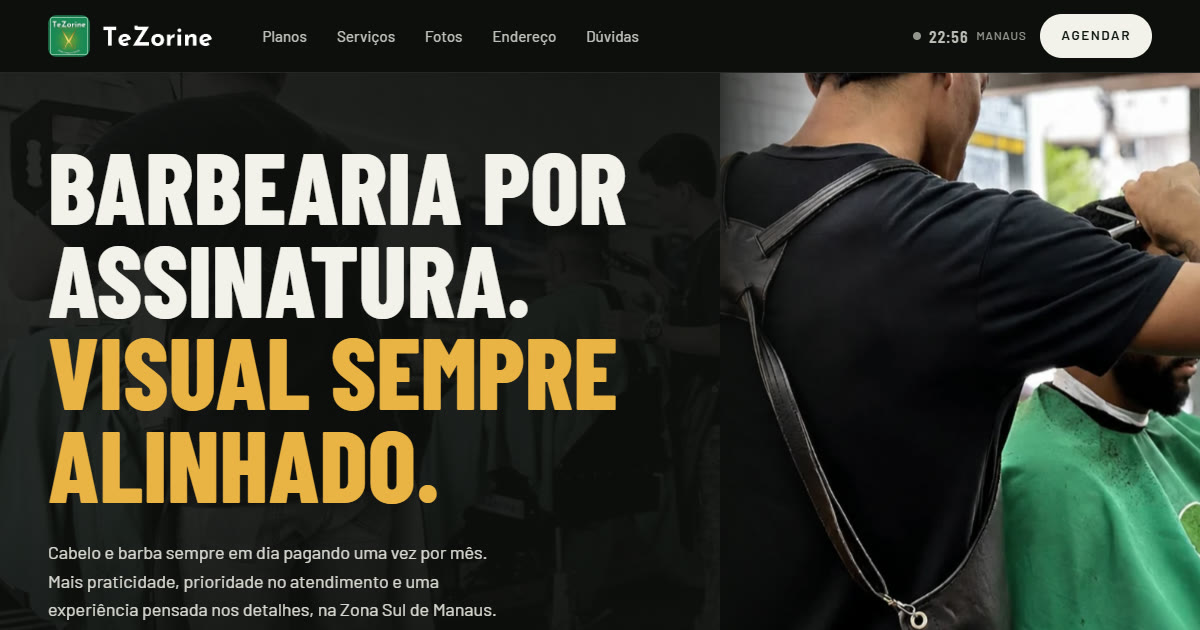 TeZorine
TeZorine
Planos
Serviços
Fotos
Endereço
Dúvidas
22:56 MANAUS
AGENDAR
BARBEARIA POR
ASSINATURA.
VISUAL SEMPRE
ALINHADO.
Cabelo e barba sempre em dia pagando uma vez por mês.
Mais praticidade, prioridade no atendimento e uma
experiência pensada nos detalhes, na Zona Sul de Manaus.